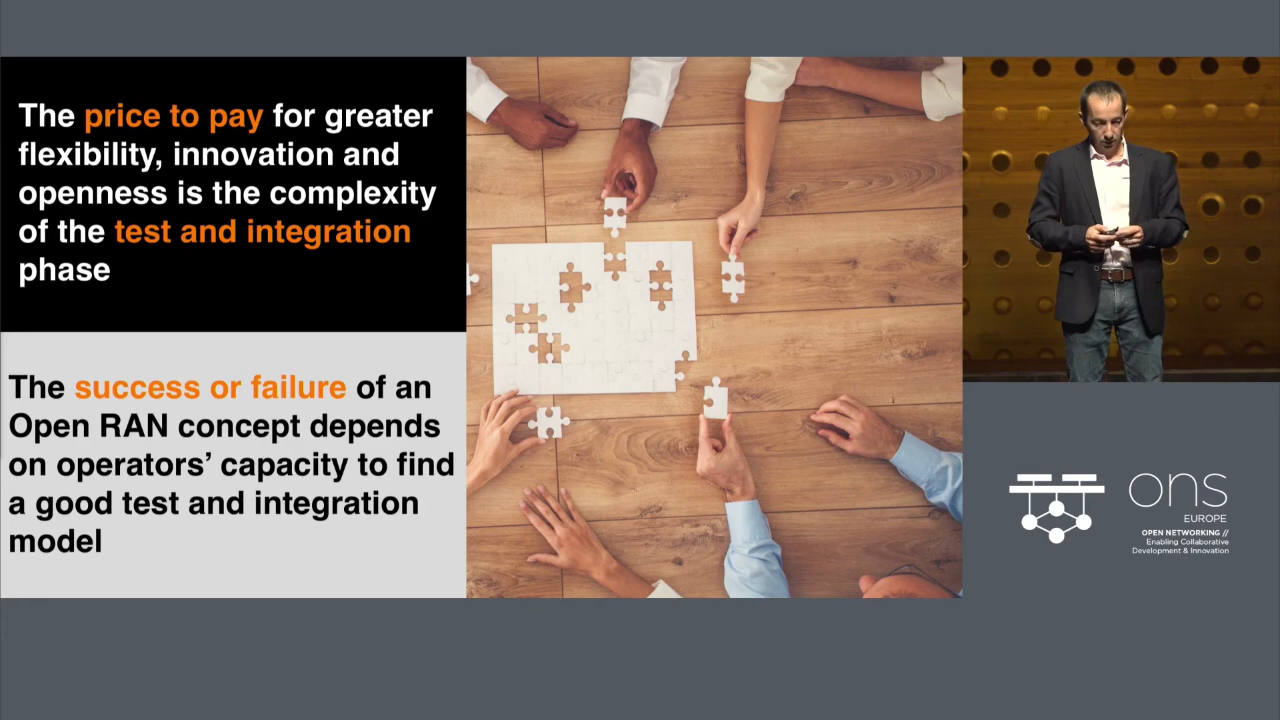 The price to pay for greater
flexibility, innovation and
openness is the complexity
of the test and integration
phase
The success or failure of an
Open RAN concept depends
on operators’ capacity to find
a good test and integration
model
ons
EUROPE
OPEN NETWORKING //
Enabling Collaborative
Development & Innovation